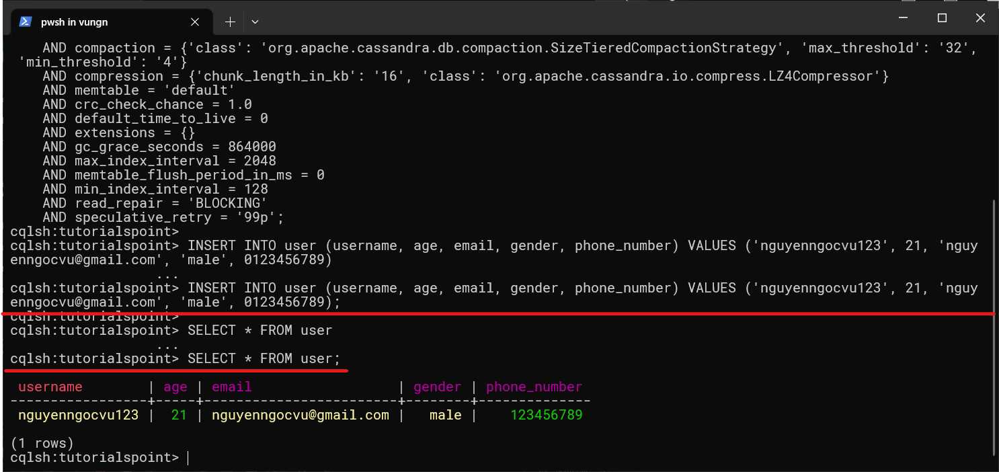 pwsh in vungn
AND compaction = {'class': 'org.apache.cassandra.db.compaction.SizeTieredCompactionStrategy', 'max_threshold': '32',
'min_threshold': '4'}
AND compression = {'chunk_length_in_kb': '16', 'class': 'org.apache.cassandra.io.compress.LZ4Compressor'}
AND memtable = 'default'
AND crc_check_chance = 1.0
AND default_time_to_live = 0
AND extensions = {}
AND gc_grace_seconds = 864000
AND max_index_interval = 2048
AND memtable_flush_period_in_ms = 0
AND min_index_interval = 128
AND read_repair = 'BLOCKING'
AND speculative_retry = '99p';
cqlsh:tutorialspoint>
cqlsh:tutorialspoint> INSERT INTO user (username, age, email, gender, phone_number) VALUES ('nguyenngocvu123', 21, 'nguy
enngocvu@gmail.com', 'male', 0123456789)
...
cqlsh:tutorialspoint> INSERT INTO user (username, age, email, gender, phone_number) VALUES ('nguyenngocvu123', 21, 'nguy
enngocvu@gmail.com', 'male', 0123456789);
cqlsh:tutorialspoint>
cqlsh:tutorialspoint> SELECT * FROM user
...
cqlsh:tutorialspoint> SELECT * FROM user;
username | age | email | gender | phone_number
-----------------+-----+------------------------+--------+--------------
nguyenngocvu123 | 21 | nguyenngocvu@gmail.com | male | 123456789
(1 rows)
cqlsh:tutorialspoint>